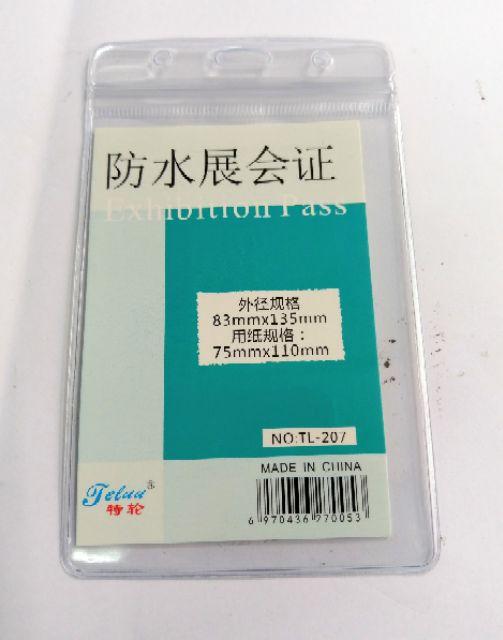 防水展会证
Exhibition Pass
外径规格
83mmx135mm
用纸规格：
75mmx110mm
NO:TL-207
MADE IN CHINA
Telun®
特轮
6 970436 770053